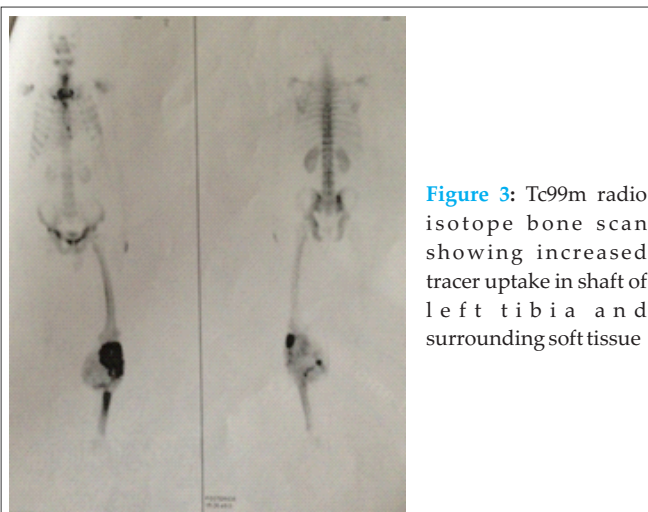 Figure 3: Tc99m radio
isotope bone scan
showing increased
tracer uptake in shaft of
left tibia and
surrounding soft tissue
POSTERIOR